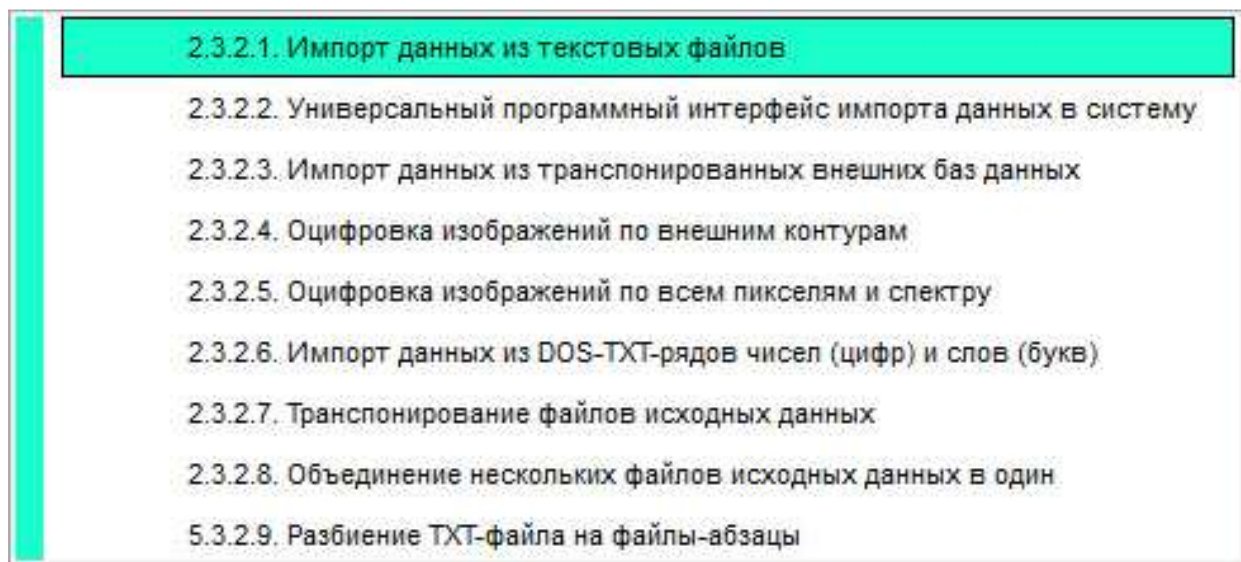 2.3.2.1. Импорт данных из текстовых файлов
2.3.2.2. Универсальный программный интерфейс импорта данных в систему
2.3.2.3. Импорт данных из транспонированных внешних баз данных
2.3.2.4. Оцифровка изображений по внешним контурам
2.3.2.5. Оцифровка изображений по всем пикселям и спектру
2.3.2.6. Импорт данных из DOS-TXT-рядов чисел (цифр) и слов (букв)
2.3.2.7. Транспонирование файлов исходных данных
2.3.2.8. Объединение нескольких файлов исходных данных в один
5.3.2.9. Разбиение TXT-файла на файлы-абзацы